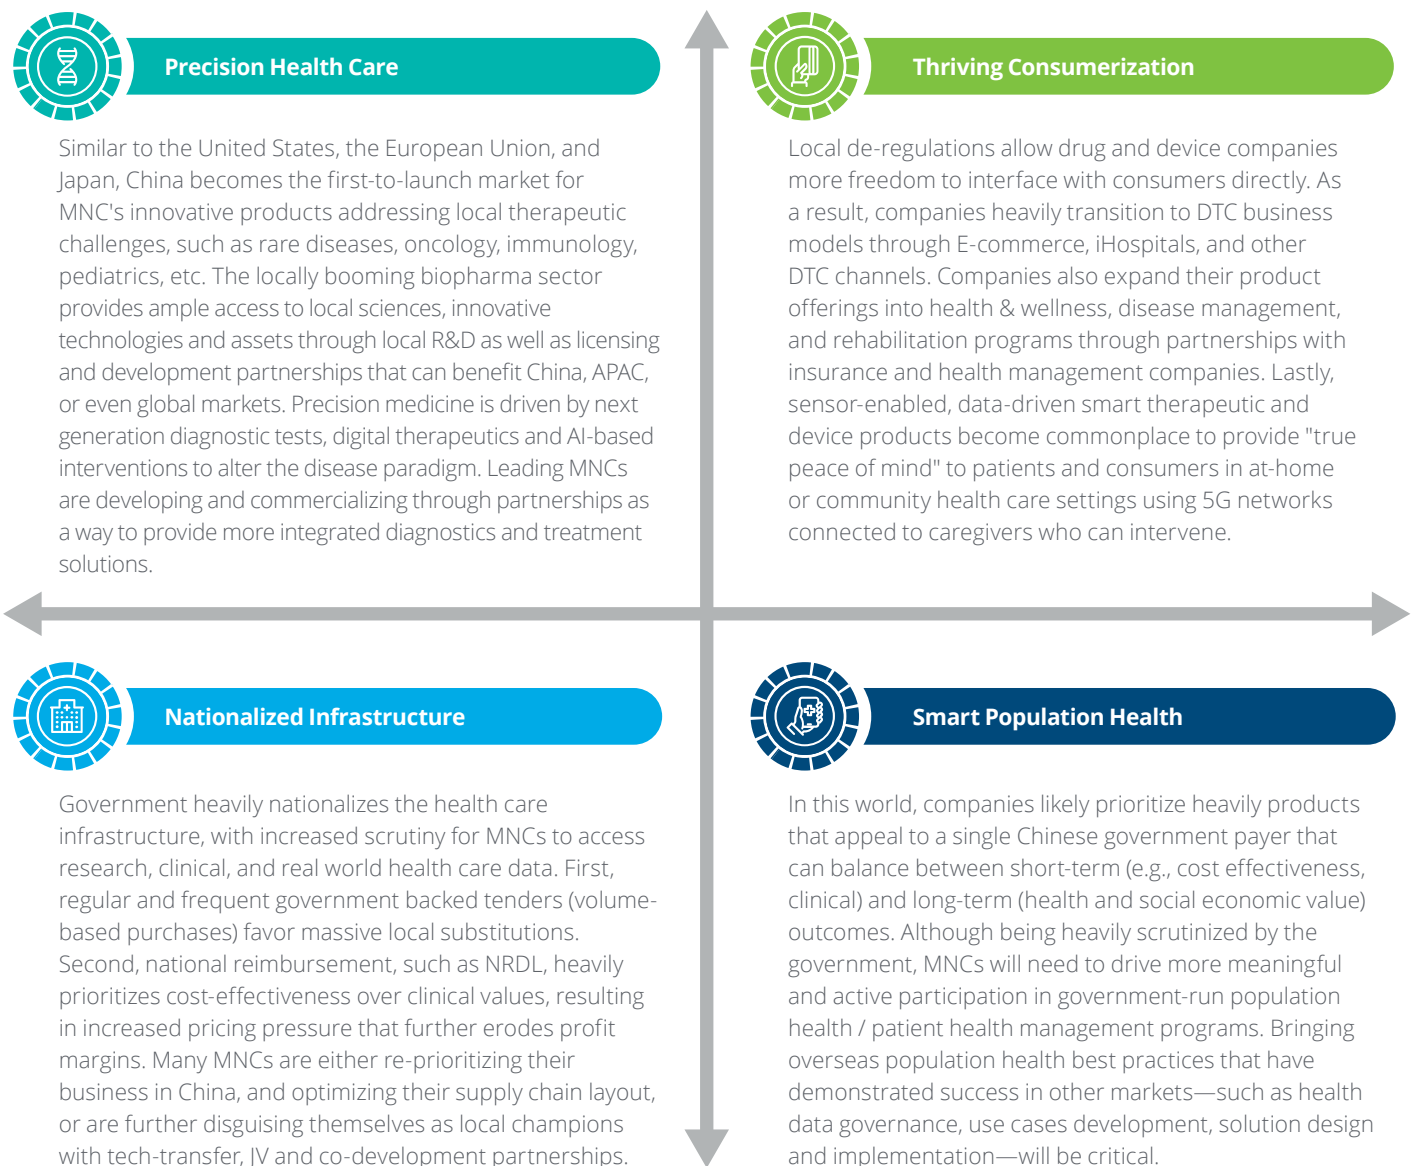 Precision Health Care
Similar to the United States, the European Union, and
Japan, China becomes the first-to-launch market for
MNC's innovative products addressing local therapeutic
challenges, such as rare diseases, oncology, immunology,
pediatrics, etc. The locally booming biopharma sector
provides ample access to local sciences, innovative
technologies and assets through local R&D as well as licensing
and development partnerships that can benefit China, APAC,
or even global markets. Precision medicine is driven by next
generation diagnostic tests, digital therapeutics and AI-based
interventions to alter the disease paradigm. Leading MNCs
are developing and commercializing through partnerships as
a way to provide more integrated diagnostics and treatment
solutions.
Thriving Consumerization
Local de-regulations allow drug and device companies
more freedom to interface with consumers directly. As
a result, companies heavily transition to DTC business
models through E-commerce, iHospitals, and other
DTC channels. Companies also expand their product
offerings into health & wellness, disease management,
and rehabilitation programs through partnerships with
insurance and health management companies. Lastly,
sensor-enabled, data-driven smart therapeutic and
device products become commonplace to provide "true
peace of mind" to patients and consumers in at-home
or community health care settings using 5G networks
connected to caregivers who can intervene.
Nationalized Infrastructure
Government heavily nationalizes the health care
infrastructure, with increased scrutiny for MNCs to access
research, clinical, and real world health care data. First,
regular and frequent government backed tenders (volume-
based purchases) favor massive local substitutions.
Second, national reimbursement, such as NRDL, heavily
prioritizes cost-effectiveness over clinical values, resulting
in increased pricing pressure that further erodes profit
margins. Many MNCs are either re-prioritizing their
business in China, and optimizing their supply chain layout,
or are further disguising themselves as local champions
with tech-transfer, JV and co-development partnerships.
Smart Population Health
In this world, companies likely prioritize heavily products
that appeal to a single Chinese government payer that
can balance between short-term (e.g., cost effectiveness,
clinical) and long-term (health and social economic value)
outcomes. Although being heavily scrutinized by the
government, MNCs will need to drive more meaningful
and active participation in government-run population
health / patient health management programs. Bringing
overseas population health best practices that have
demonstrated success in other markets—such as health
data governance, use cases development, solution design
and implementation—will be critical.